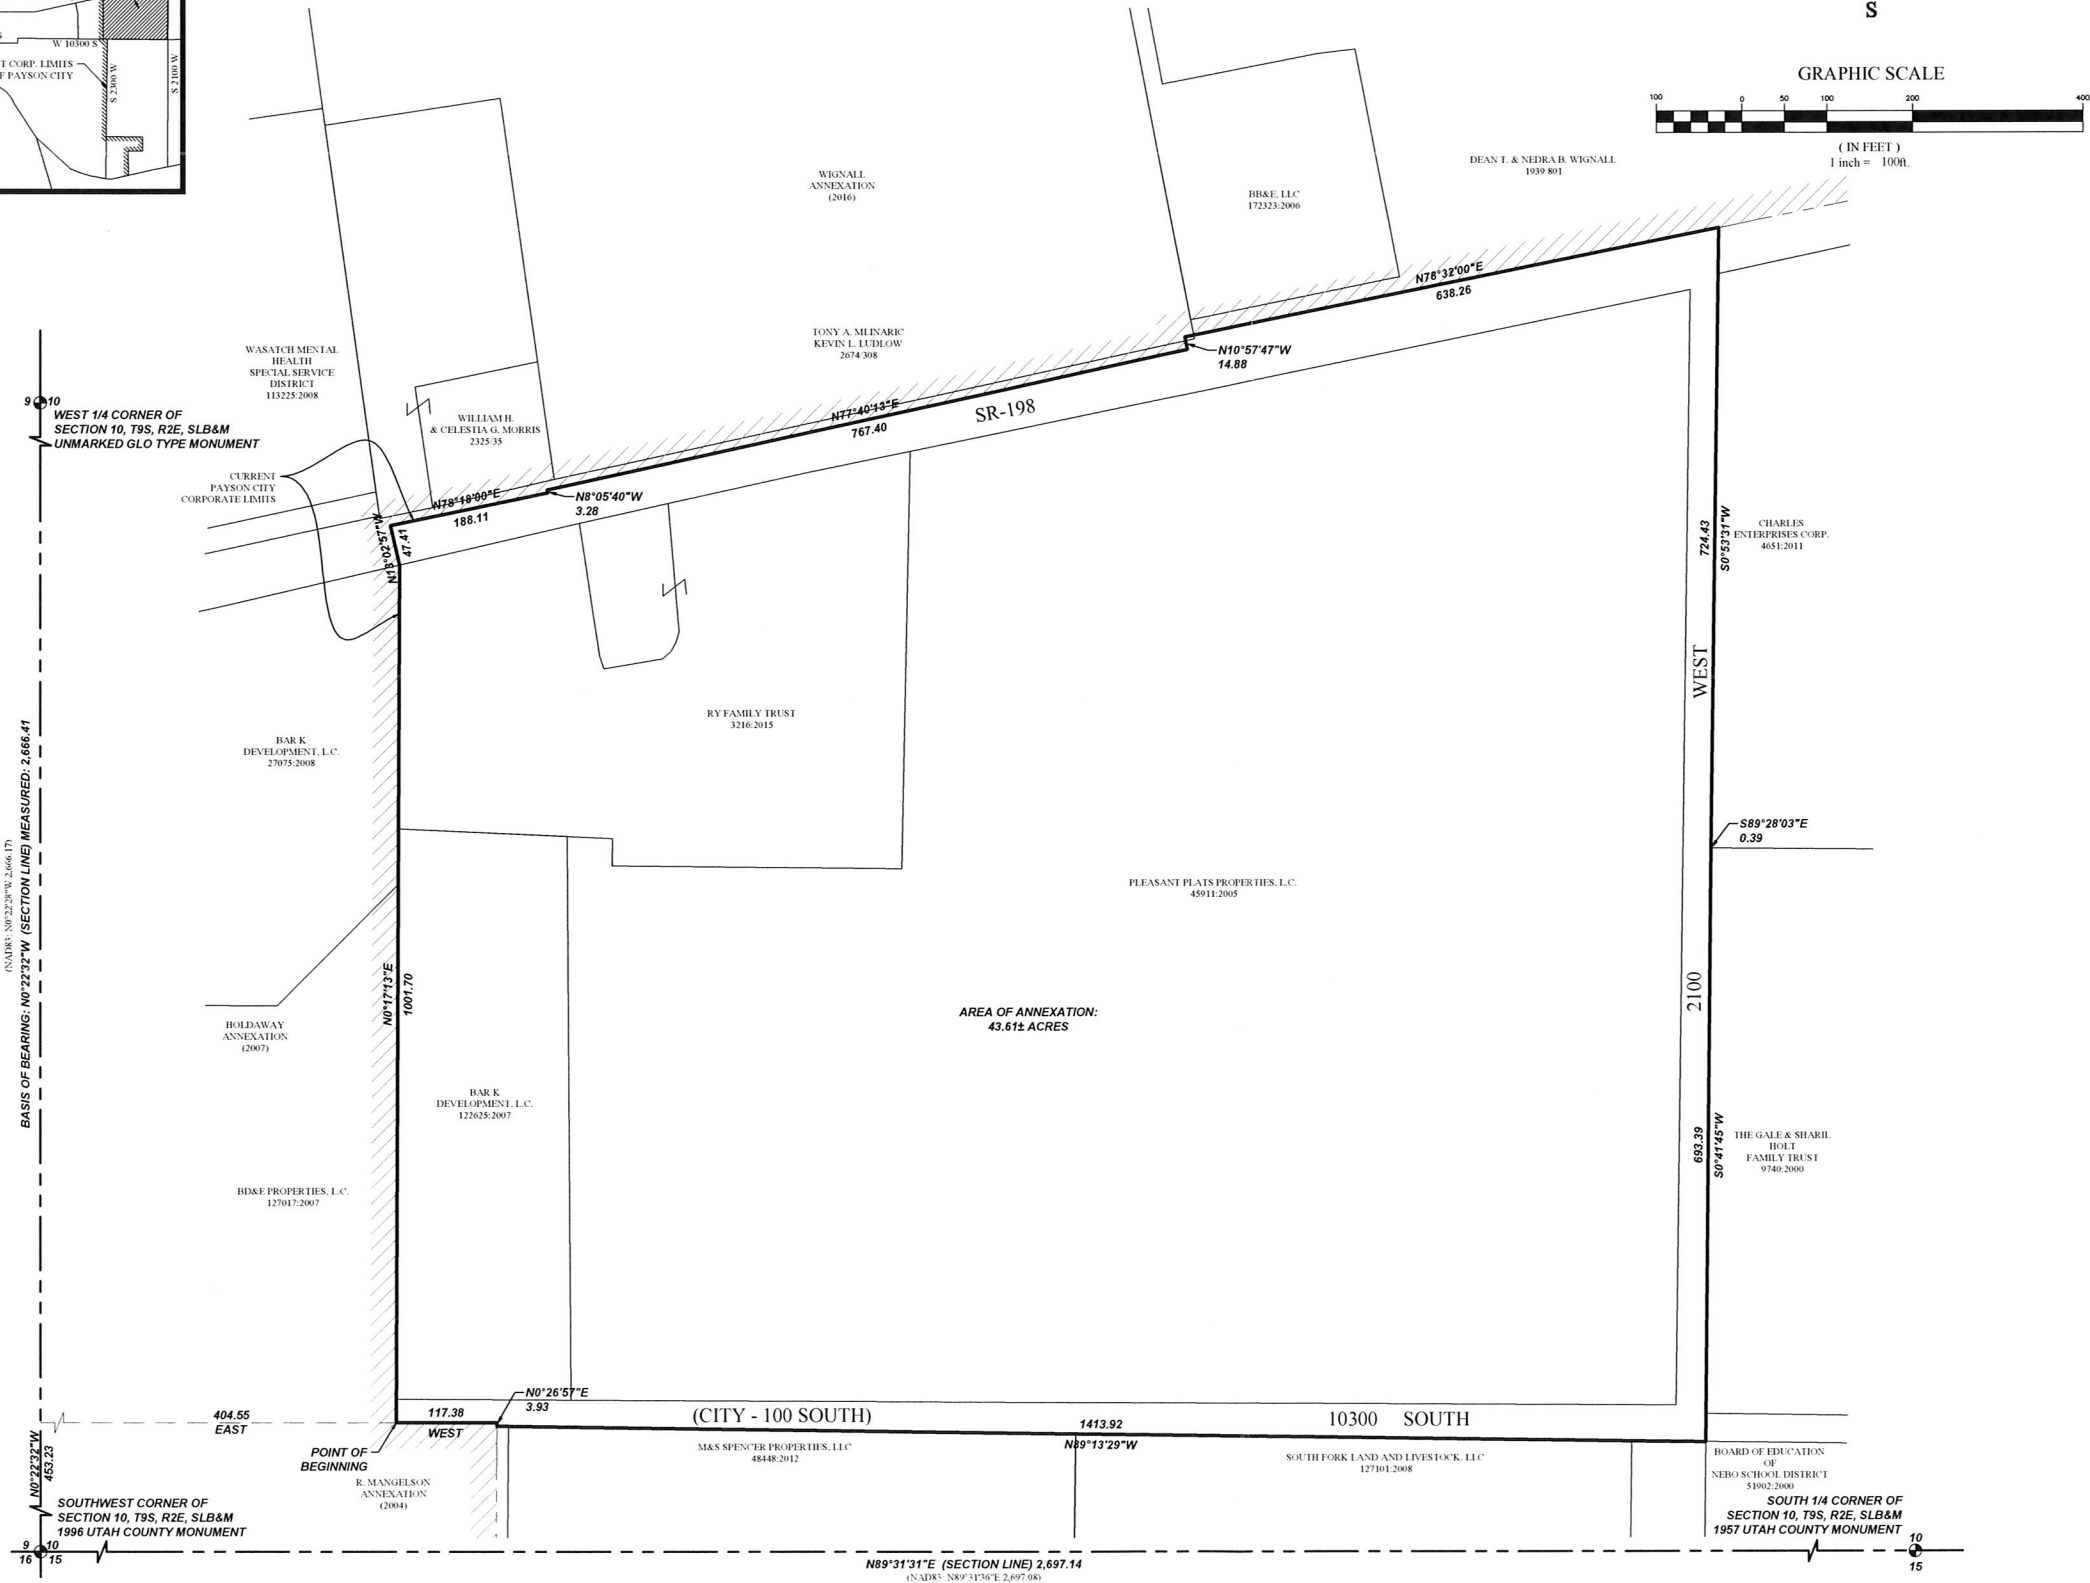 W 10300 S
T CORP. LIMITS
F PAYSON CITY
S 2300 W
S 2100 W
S
GRAPHIC SCALE
100 0 50 100 200 400
( IN FEET )
1 inch = 100ft.
DEAN T. & NEDRA B. WIGNALL
1939/801
BB&E, LLC
172323:2006
WIGNALL
ANNEXATION
(2016)
N78°32'00"E
638.26
TONY A. MLINARIC
KEVIN L. LUDLOW
2674/308
N10°57'47"W
14.88
WASATCH MENTAL
HEALTH
SPECIAL SERVICE
DISTRICT
113225:2008
WILLIAM H.
& CELESTIA G. MORRIS
2325/35
N77°40'13"E
767.40
SR-198
9 10
WEST 1/4 CORNER OF
SECTION 10, T9S, R2E, SLB&M
UNMARKED GLO TYPE MONUMENT
CURRENT
PAYSON CITY
CORPORATE LIMITS
N78°18'00"E
188.11
N8°05'40"W
3.28
N13°02'57"W
47.41
724.43
S0°53'31"W
CHARLES
ENTERPRISES CORP.
4651:2011
WEST
RY FAMILY TRUST
3216:2015
BAR K
DEVELOPMENT, L.C.
27075:2008
S89°28'03"E
0.39
PLEASANT PLATS PROPERTIES, L.C.
45911:2005
(NAD83: N0°22'28"W 2,666.17)
BASIS OF BEARING: N0°22'32"W (SECTION LINE) MEASURED: 2,666.41
N0°17'13"E
1001.70
2100
AREA OF ANNEXATION:
43.61± ACRES
HOLDAWAY
ANNEXATION
(2007)
BAR K
DEVELOPMENT, L.C.
122625:2007
693.39
S0°41'45"W
THE GALE & SHARIL
HOLT
FAMILY TRUST
9740:2000
BD&E PROPERTIES, L.C.
127017:2007
N0°26'57"E
3.93
404.55
EAST
117.38
WEST
(CITY - 100 SOUTH)
1413.92
N89°13'29"W
10300 SOUTH
POINT OF
BEGINNING
M&S SPENCER PROPERTIES, LLC
48448:2012
SOUTH FORK LAND AND LIVESTOCK, LLC
127101:2008
BOARD OF EDUCATION
OF
NEBO SCHOOL DISTRICT
51902:2000
N0°22'32"W
453.23
R. MANGELSON
ANNEXATION
(2004)
SOUTHWEST CORNER OF
SECTION 10, T9S, R2E, SLB&M
1996 UTAH COUNTY MONUMENT
SOUTH 1/4 CORNER OF
SECTION 10, T9S, R2E, SLB&M
1957 UTAH COUNTY MONUMENT
9 10
16 15
10
15
N89°31'31"E (SECTION LINE) 2,697.14
(NAD83: N89°31'36"E 2,697.08)